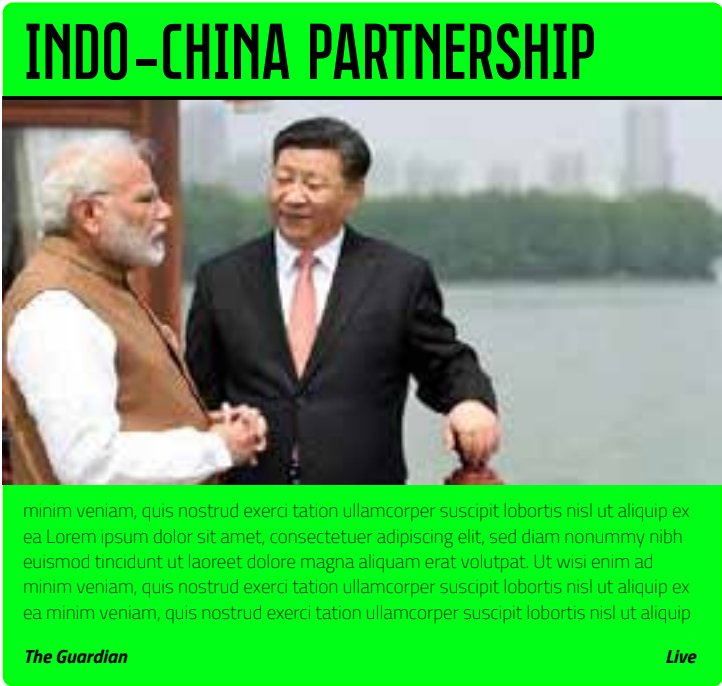 INDO-CHINA PARTNERSHIP
minim veniam, quis nostrud exerci tation ullamcorper suscipit lobortis nisl ut aliquip ex
ea Lorem ipsum dolor sit amet, consectetuer adipiscing elit, sed diam nonummy nibh
euismod tincidunt ut laoreet dolore magna aliquam erat volutpat. Ut wisi enim ad
minim veniam, quis nostrud exerci tation ullamcorper suscipit lobortis nisl ut aliquip ex
ea minim veniam, quis nostrud exerci tation ullamcorper suscipit lobortis nisl ut aliquip
The Guardian
Live